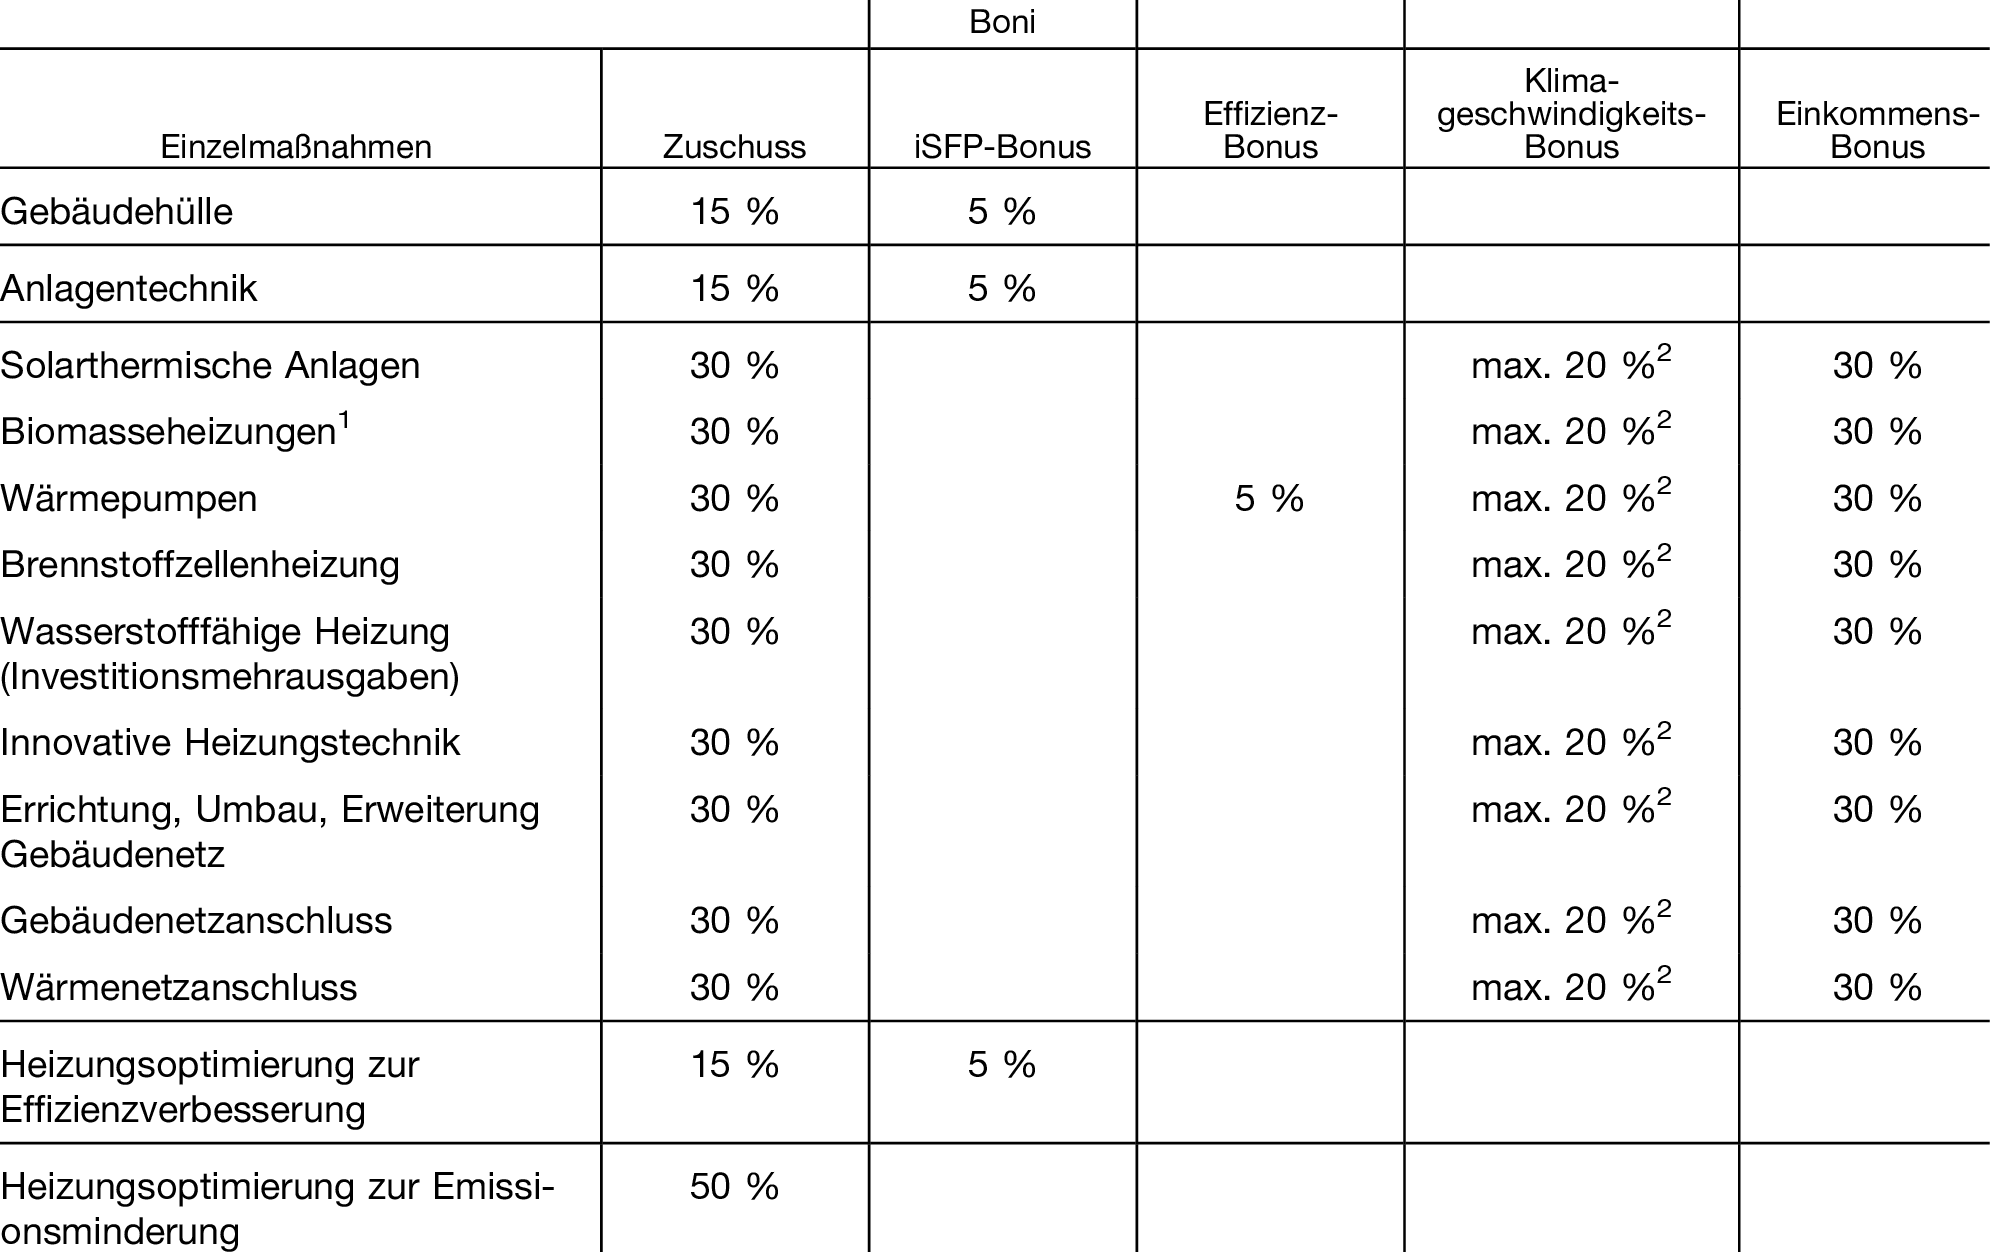 Boni
Einzelmaßnahmen Zuschuss iSFP-Bonus Effizienz-
Bonus Klima-
geschwindigkeits-
Bonus Einkommens-
Bonus
Gebäudehülle 15 % 5 %
Anlagentechnik 15 % 5 %
Solarthermische Anlagen 30 % max. 20 %2 30 %
Biomasseheizungen1 30 % max. 20 %2 30 %
Wärmepumpen 30 % 5 % max. 20 %2 30 %
Brennstoffzellenheizung 30 % max. 20 %2 30 %
Wasserstofffähige Heizung 30 % max. 20 %2 30 %
(Investitionsmehrausgaben)
Innovative Heizungstechnik 30 % max. 20 %2 30 %
Errichtung, Umbau, Erweiterung 30 % max. 20 %2 30 %
Gebäudenetz
Gebäudenetzanschluss 30 % max. 20 %2 30 %
Wärmenetzanschluss 30 % max. 20 %2 30 %
Heizungsoptimierung zur 15 % 5 %
Effizienzverbesserung
Heizungsoptimierung zur Emissi- 50 %
onsminderung